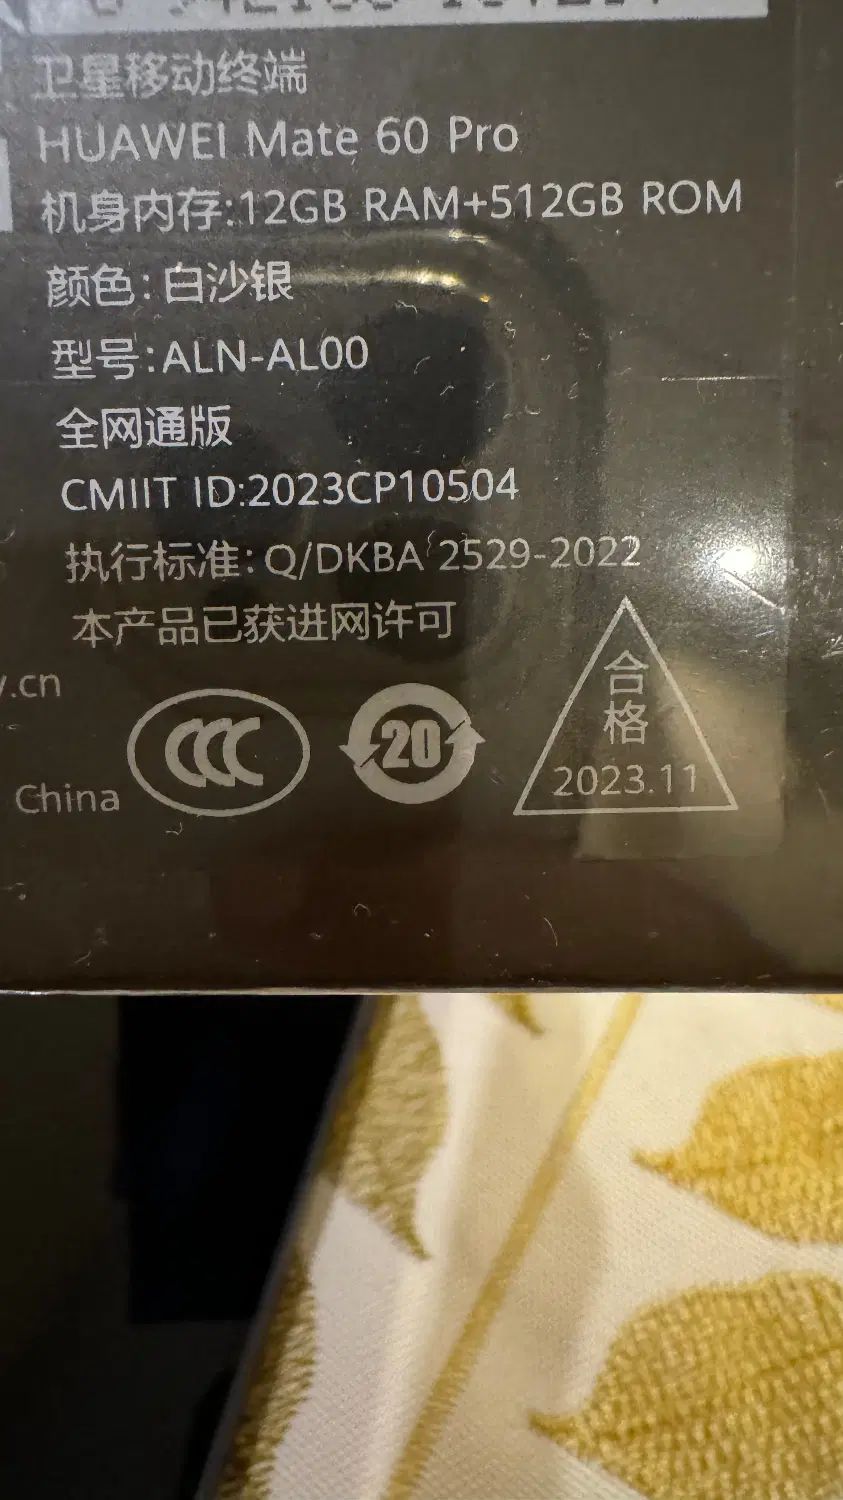 卫星移动终端
HUAWEI Mate 60 Pro
机身内存:12GB RAM+512GB ROM
颜色: 白沙银
型号:ALN-AL00
全网通版
CMIIT ID:2023CP10504
执行标准: Q/DKBA 2529-2022
本产品已获进网许可
.cn
CCC
20
合格
2023.11
China